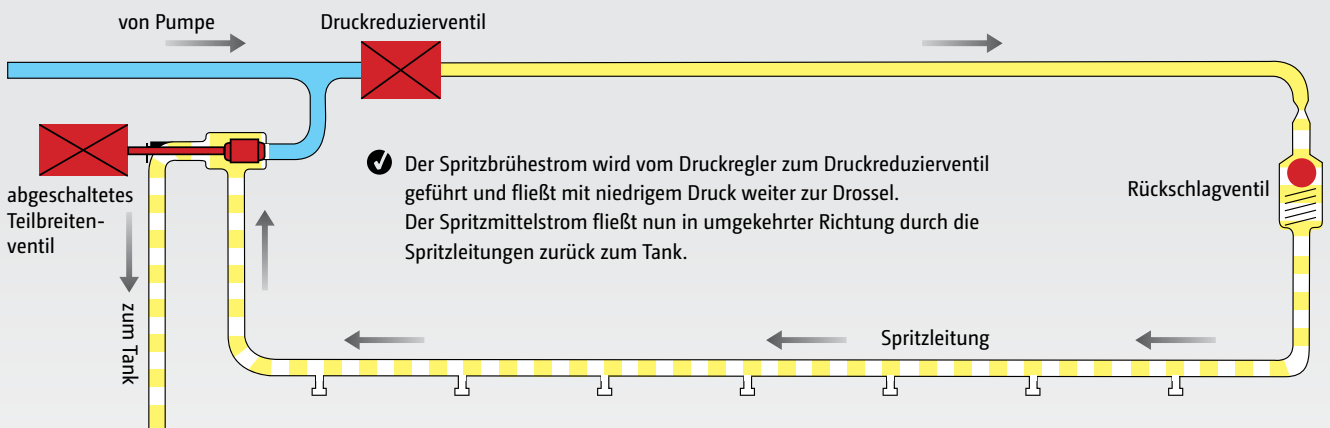 von Pumpe
Druckreduzierventil
abgeschaltetes
Teilbreiten-
ventil
zum Tank
Der Spritzbrühestrom wird vom Druckregler zum Druckreduzierventil
geführt und fließt mit niedrigem Druck weiter zur Drossel.
Der Spritzmittelstrom fließt nun in umgekehrter Richtung durch die
Spritzleitungen zurück zum Tank.
Rückschlagventil
Spritzleitung